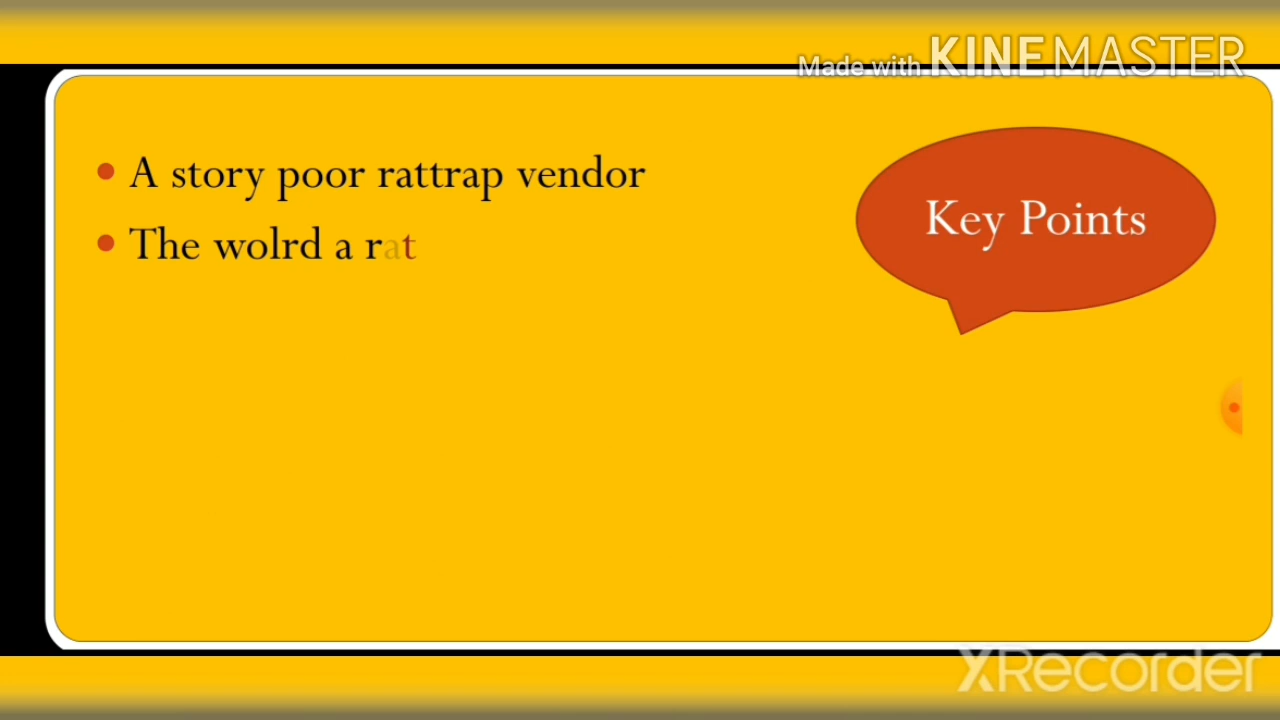 Made with KINEMASTER
• A story poor rattrap vendor
Key Points
• The wolrd a rat
XRecorder